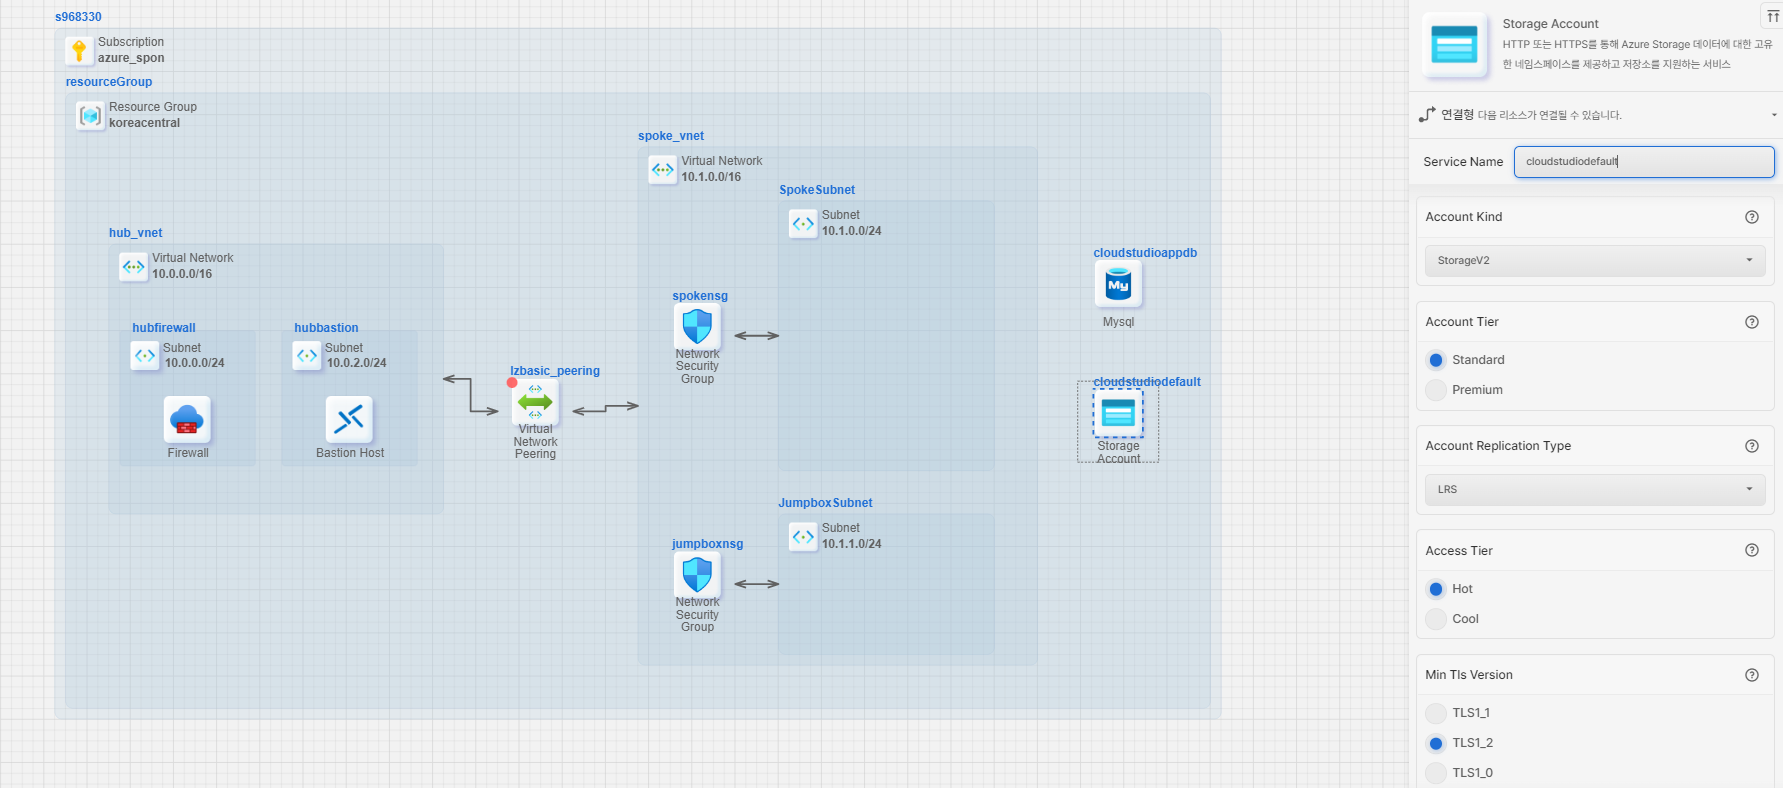 s968330
Subscription
azure_spon
resourceGroup
Resource Group
koreacentral
hub_vnet
Virtual Network
10.0.0.0/16
hubfirewall
Subnet
10.0.0.0/24
Firewall
hubbastion
Subnet
10.0.2.0/24
Bastion Host
lzbasic_peering
Virtual
Network
Peering
spoke_vnet
Virtual Network
10.1.0.0/16
SpokeSubnet
Subnet
10.1.0.0/24
spokensg
Network
Security
Group
JumpboxSubnet
Subnet
10.1.1.0/24
jumpboxnsg
Network
Security
Group
cloudstudioappdb
My
Mysql
cloudstudiodefault
Storage
Account
Storage Account
HTTP 또는 HTTPS를 통해 Azure Storage 데이터에 대한 고유
한 네임스페이스를 제공하고 저장소를 지원하는 서비스
연결형 다음 리소스가 연결될 수 있습니다.
Service Name cloudstudiodefault
Account Kind
StorageV2
Account Tier
Standard
Premium
Account Replication Type
LRS
Access Tier
Hot
Cool
Min Tls Version
TLS1_1
TLS1_2
TLS1_0